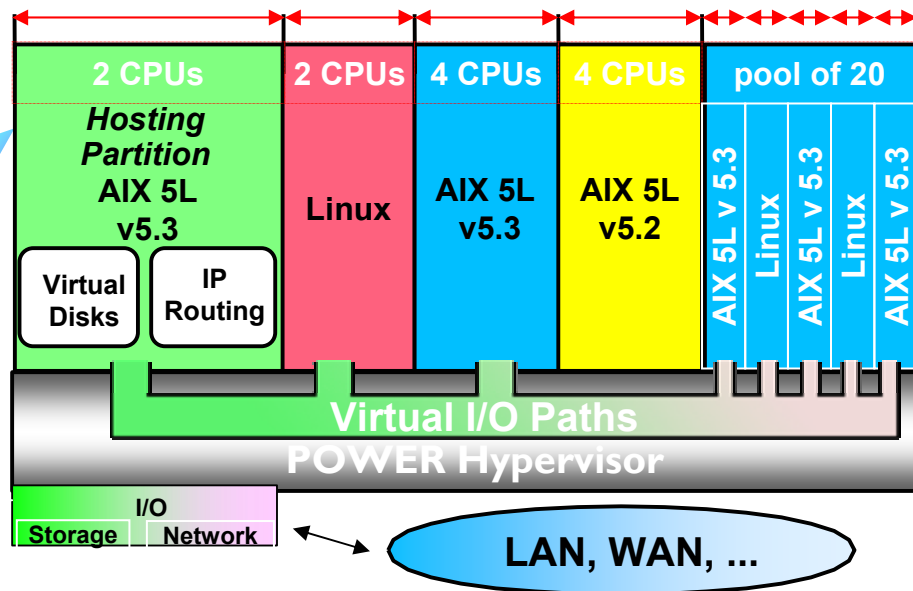 2 CPUs
2 CPUs
4 CPUs
4 CPUs
pool of 20
Hosting
Partition
AIX 5L
v5.3
Virtual
Disks
IP
Routing
Linux
AIX 5L
v5.3
AIX 5L
v5.2
AIX 5L v 5.3
Linux
AIX 5L v 5.3
Linux
AIX 5L v 5.3
Virtual I/O Paths
POWER Hypervisor
I/O
Storage
Network
LAN, WAN, ...